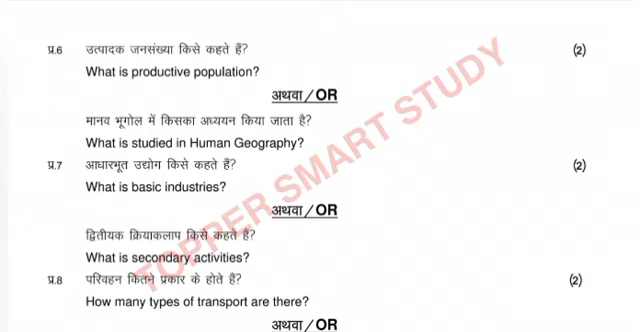 प्र.6 उत्पादक जनसंख्या किसे कहते हैं? (2)
What is productive population?
अथवा/OR
मानव भूगोल में किसका अध्ययन किया जाता है?
What is studied in Human Geography?
प्र.7 आधारभूत उद्योग किसे कहते हैं? (2)
What is basic industries?
अथवा/OR
द्वितीयक क्रियाकलाप किसे कहते हैं?
What is secondary activities?
प्र.8 परिवहन कितने प्रकार के होते हैं? (2)
How many types of transport are there?
अथवा/OR
TOPPER SMART STUDY